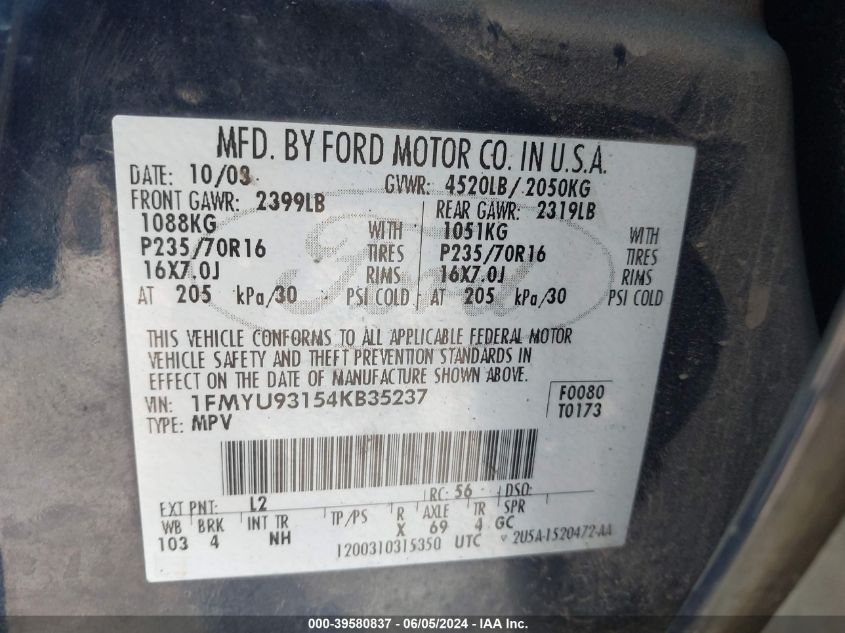 MFD. BY FORD MOTOR CO. IN U.S.A.
DATE: 10/03 GVWR: 4520LB/ 2050KG
FRONT GAWR: 2399LB REAR GAWR: 2319LB
1088KG WITH 1051KG WITH
P235/70R16 TIRES P235/70R16 TIRES
16X7.0J RIMS 16X7.0J RIMS
AT 205 kPa/30 PSI COLD AT 205 kPa/30 PSI COLD
Ford
THIS VEHICLE CONFORMS TO ALL APPLICABLE FEDERAL MOTOR
VEHICLE SAFETY AND THEFT PREVENTION STANDARDS IN
EFFECT ON THE DATE OF MANUFACTURE SHOWN ABOVE.
VIN: 1FMYU93154KB35237 F0080
TYPE: MPV T0173
EXT PNT: L2 RC: 56 DSO:
WB BRK INT TR TP/PS R AXLE TR SPR
103 4 NH X 69 4 GC
1200310315350 UTC 2U5A-1520472-AA
000-39580837 - 06/05/2024 - IAA Inc.